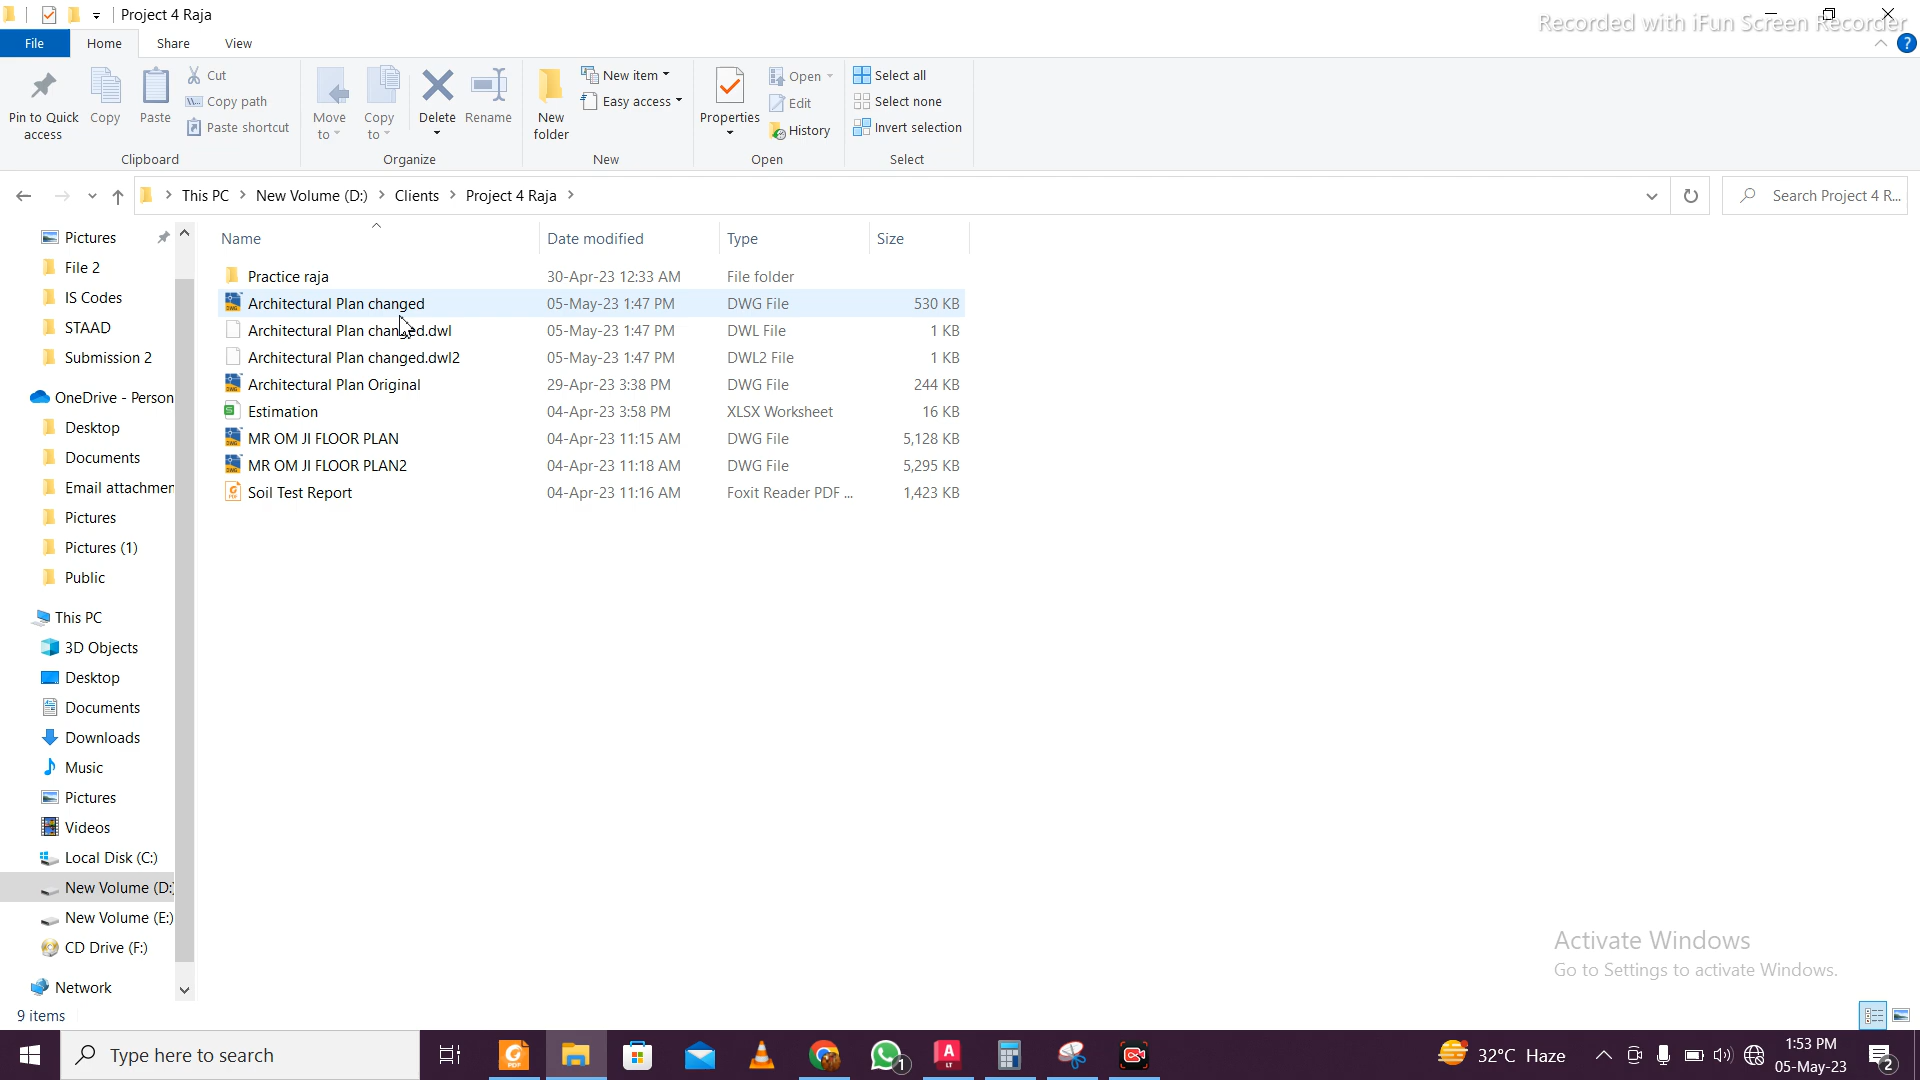 Project 4 Raja
Recorded with iFun Screen Recorder
File Home Share View
Pin to Quick access
Copy
Paste
Cut
Copy path
Paste shortcut
Clipboard
Move to
Copy to
Delete
Rename
Organize
New folder
New item
Easy access
New
Properties
Open
Edit
History
Open
Select all
Select none
Invert selection
Select
This PC > New Volume (D:) > Clients > Project 4 Raja >
Search Project 4 R...
Pictures
File 2
IS Codes
STAAD
Submission 2
OneDrive - Person
Desktop
Documents
Email attachmen
Pictures
Pictures (1)
Public
This PC
3D Objects
Desktop
Documents
Downloads
Music
Pictures
Videos
Local Disk (C:)
New Volume (D:)
New Volume (E:)
CD Drive (F:)
Network
Name Date modified Type Size
Practice raja 30-Apr-23 12:33 AM File folder
Architectural Plan changed 05-May-23 1:47 PM DWG File 530 KB
Architectural Plan changed.dwl 05-May-23 1:47 PM DWL File 1 KB
Architectural Plan changed.dwl2 05-May-23 1:47 PM DWL2 File 1 KB
Architectural Plan Original 29-Apr-23 3:38 PM DWG File 244 KB
Estimation 04-Apr-23 3:58 PM XLSX Worksheet 16 KB
MR OM JI FLOOR PLAN 04-Apr-23 11:15 AM DWG File 5,128 KB
MR OM JI FLOOR PLAN2 04-Apr-23 11:18 AM DWG File 5,295 KB
Soil Test Report 04-Apr-23 11:16 AM Foxit Reader PDF ... 1,423 KB
Activate Windows
Go to Settings to activate Windows.
9 items
Type here to search
32°C Haze
1:53 PM
05-May-23